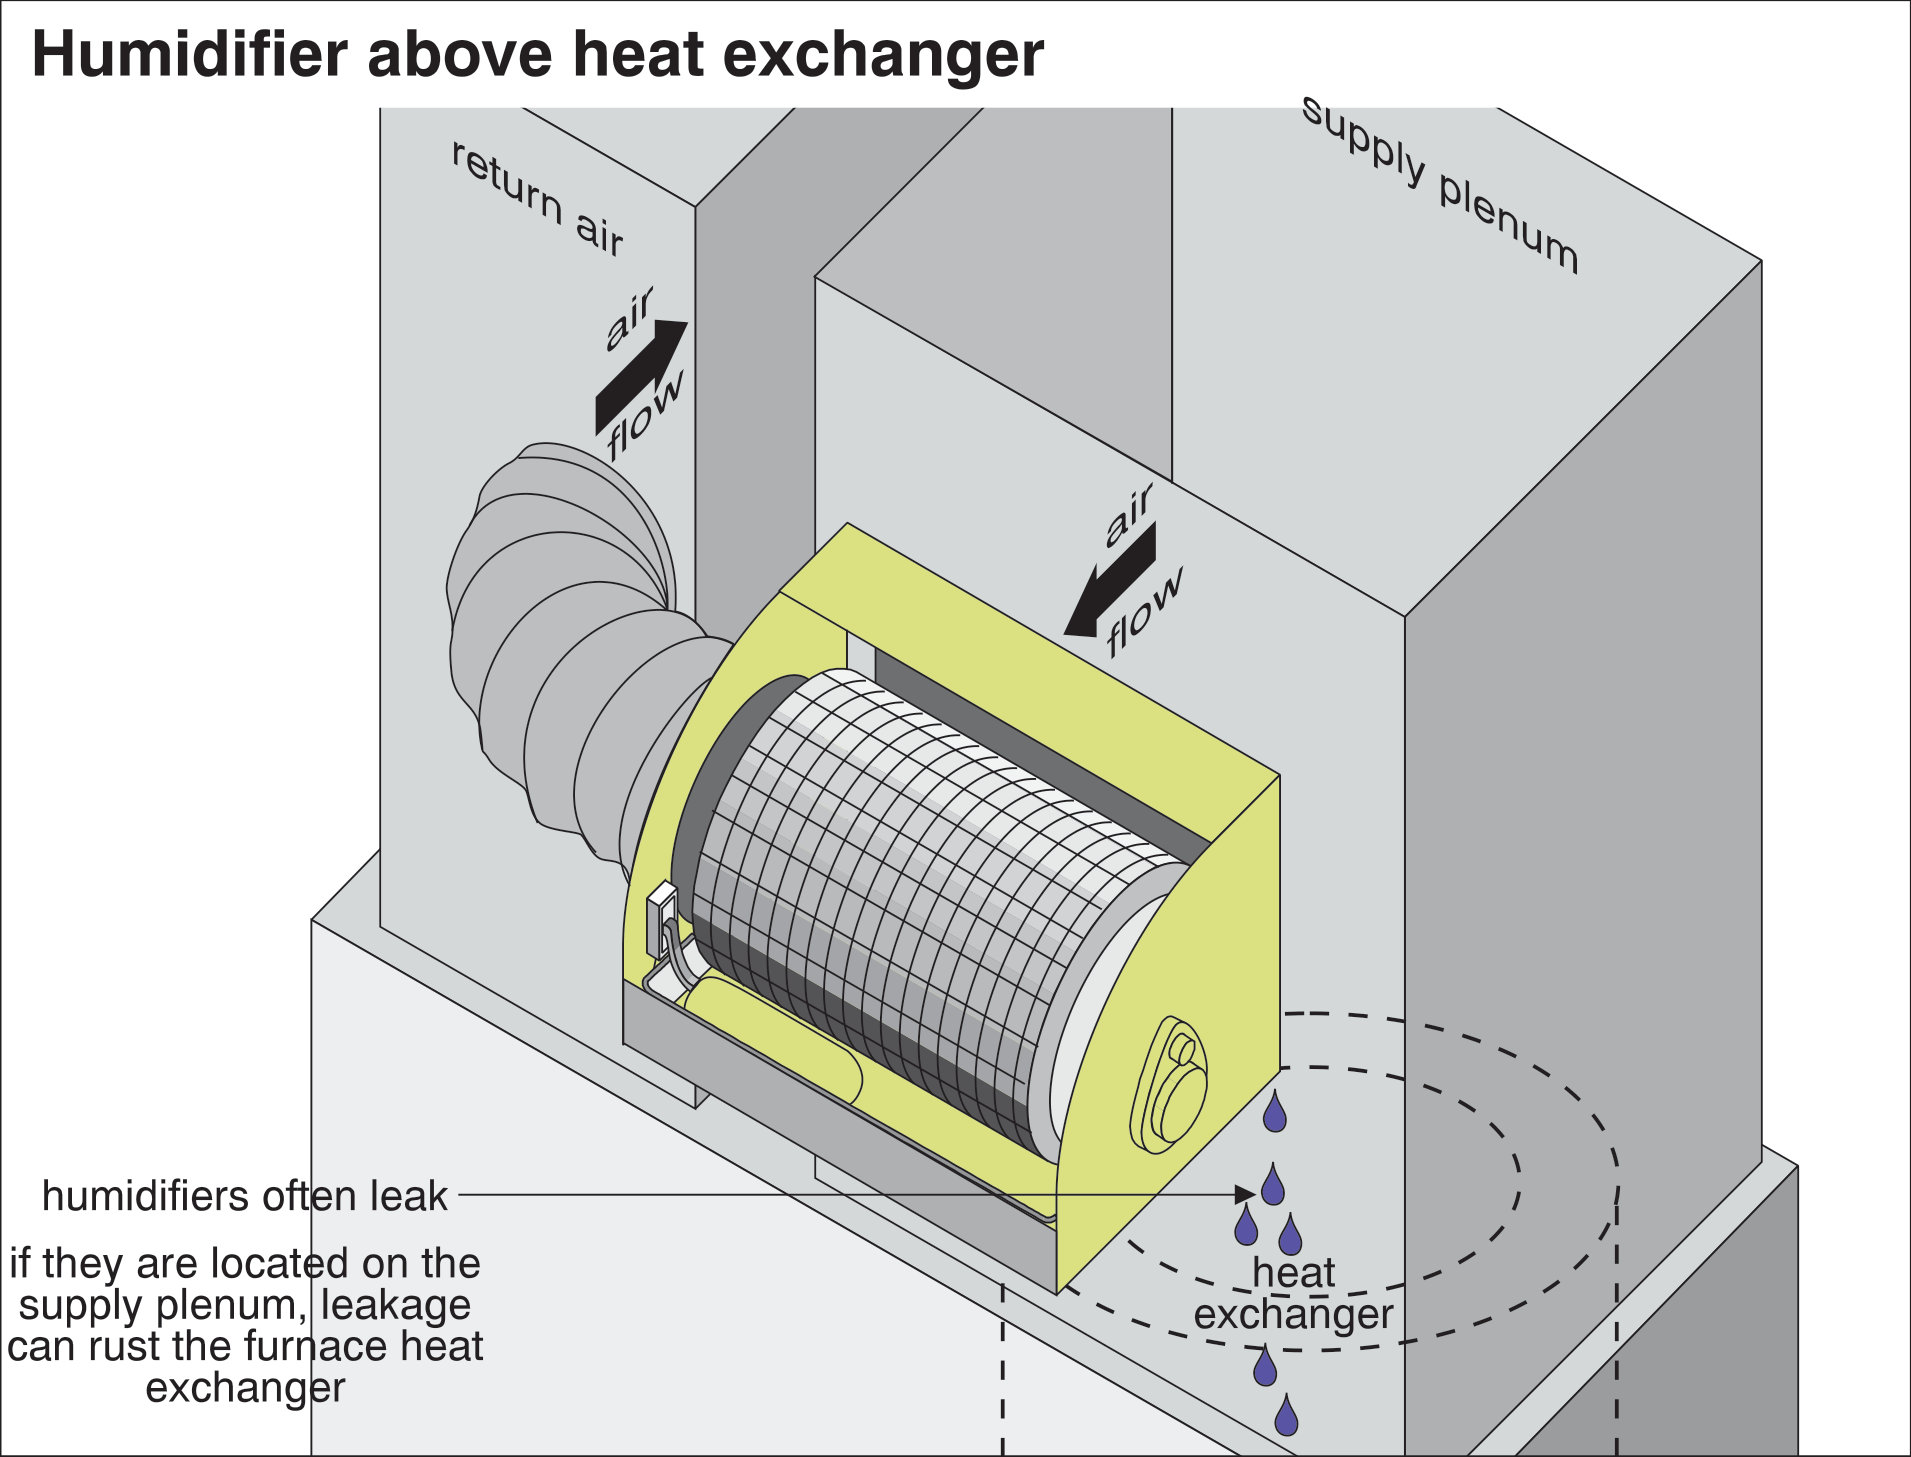 Humidifier above heat exchanger
supply plenum
return air
air
flow
air
flow
humidifiers often leak
if they are located on the
supply plenum, leakage
can rust the furnace heat
exchanger
heat
exchanger